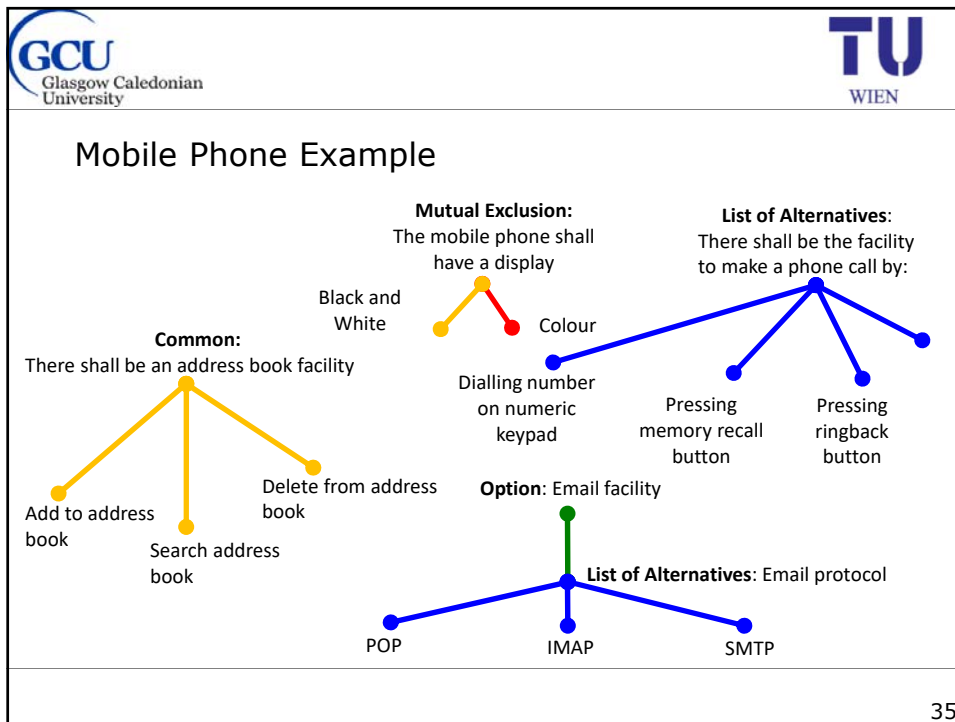 GCU
Glasgow Caledonian
University
TU
WIEN
Mobile Phone Example
Mutual Exclusion:
The mobile phone shall
have a display
Black and
White
Colour
List of Alternatives:
There shall be the facility
to make a phone call by:
Dialling number
on numeric
keypad
Pressing
memory recall
button
Pressing
ringback
button
Common:
There shall be an address book facility
Add to address
book
Search address
book
Delete from address
book
Option: Email facility
List of Alternatives: Email protocol
POP
IMAP
SMTP
35